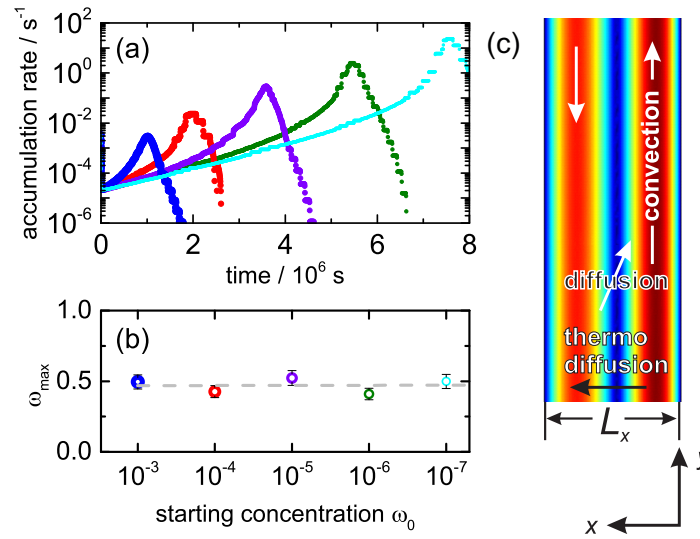 (a)
accumulation rate / s⁻¹
10²
10⁰
10⁻²
10⁻⁴
10⁻⁶
0 2 4 6 8
time / 10⁶ s
(b)
ω_max
1.0
0.5
0.0
10⁻³ 10⁻⁴ 10⁻⁵ 10⁻⁶ 10⁻⁷
starting concentration ω₀
(c)
convection
diffusion
thermo
diffusion
Lₓ
y
x